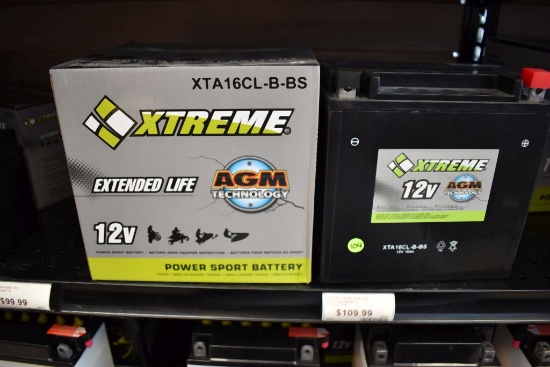 XTA16CL-B-BS
XTREME
EXTENDED LIFE
AGM
TECHNOLOGY
12v
POWER SPORT BATTERY
XTREME
12v
AGM
TECHNOLOGY
XTA16CL-B-BS
$99.99
$109.99